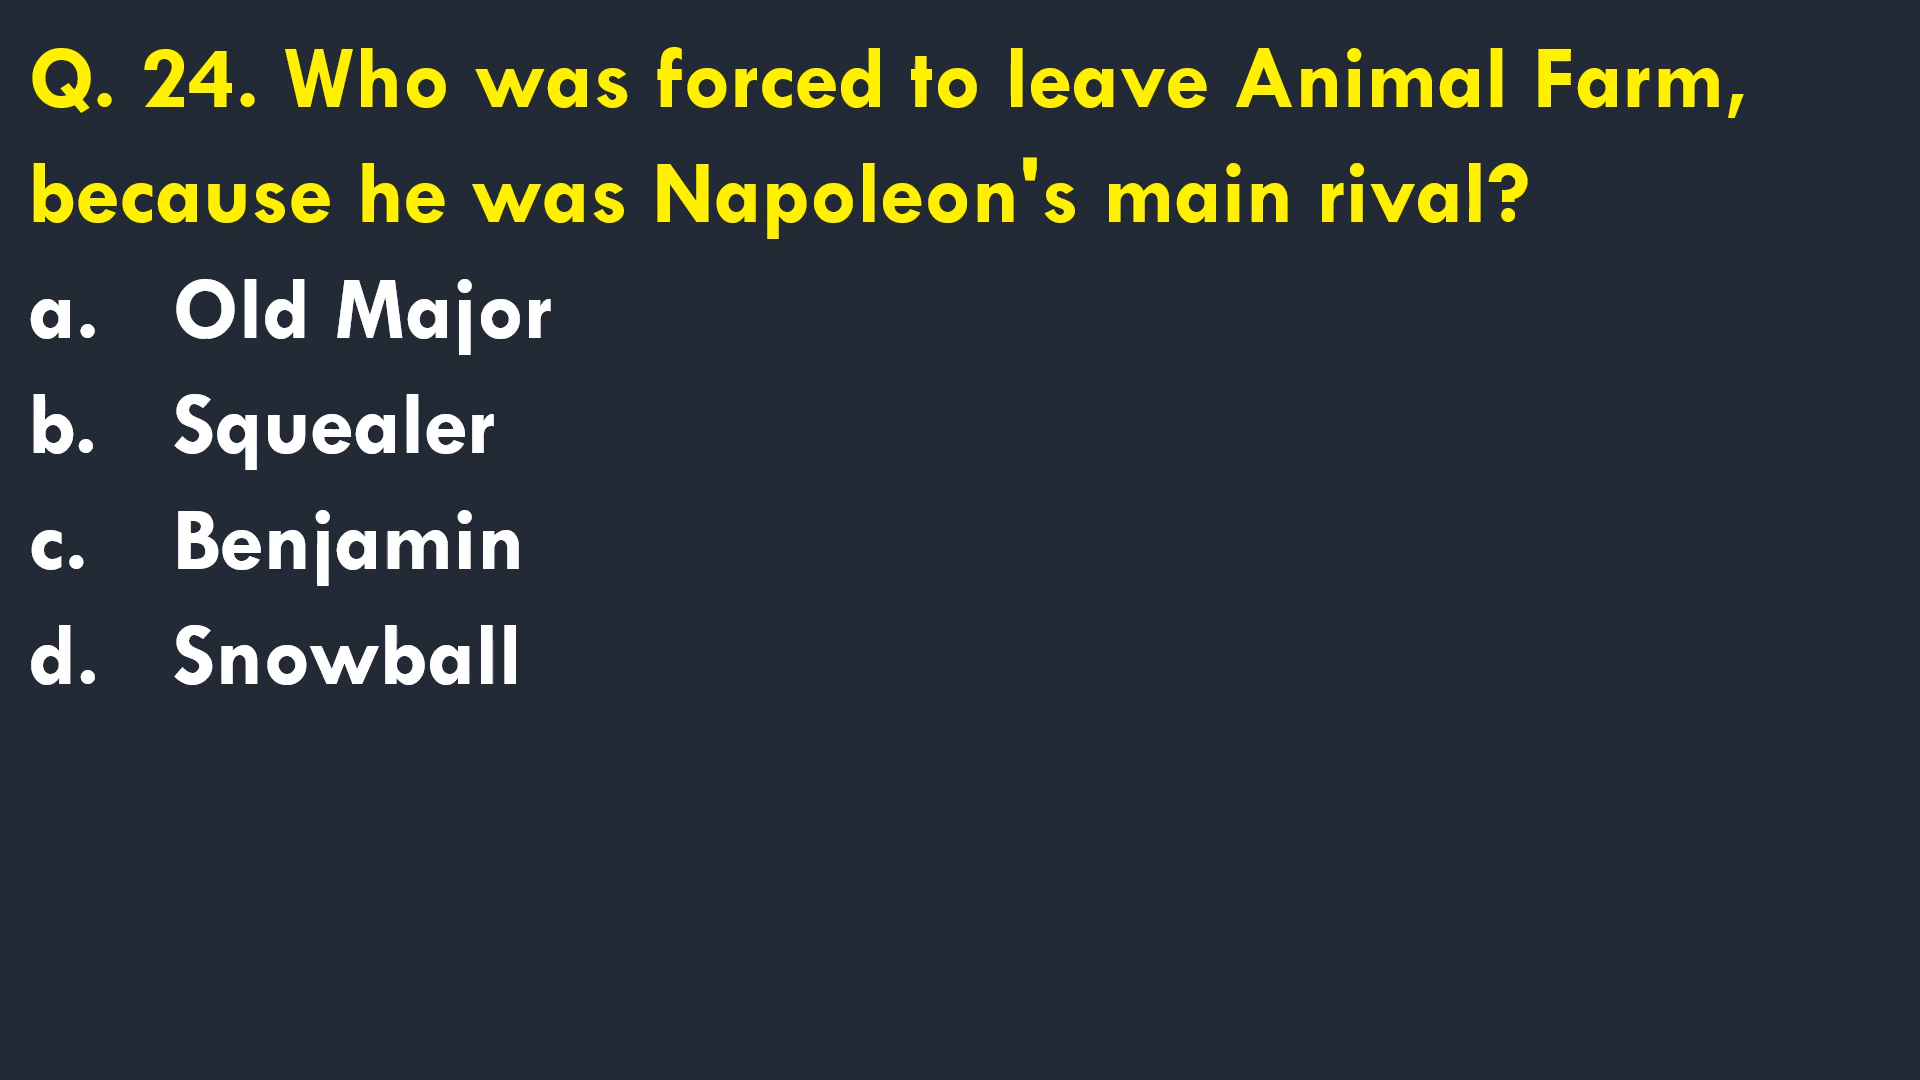 Q. 24. Who was forced to leave Animal Farm,
because he was Napoleon's main rival?
a. Old Major
b. Squealer
c. Benjamin
d. Snowball